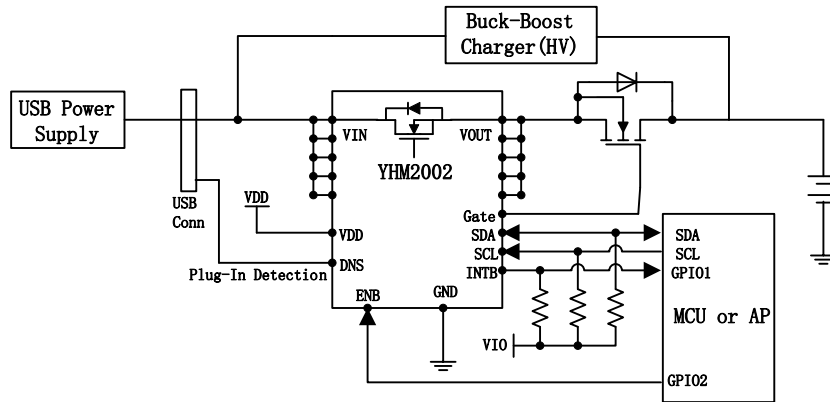 Buck-Boost
Charger(HV)
USB Power
Supply
VIN
VOUT
YHM2002
USB
Conn
VDD
Gate
VDD
SDA
SDA
SCL
SCL
DNS
INTB
GPIO1
Plug-In Detection
ENB
GND
MCU or AP
VIO
GPIO2